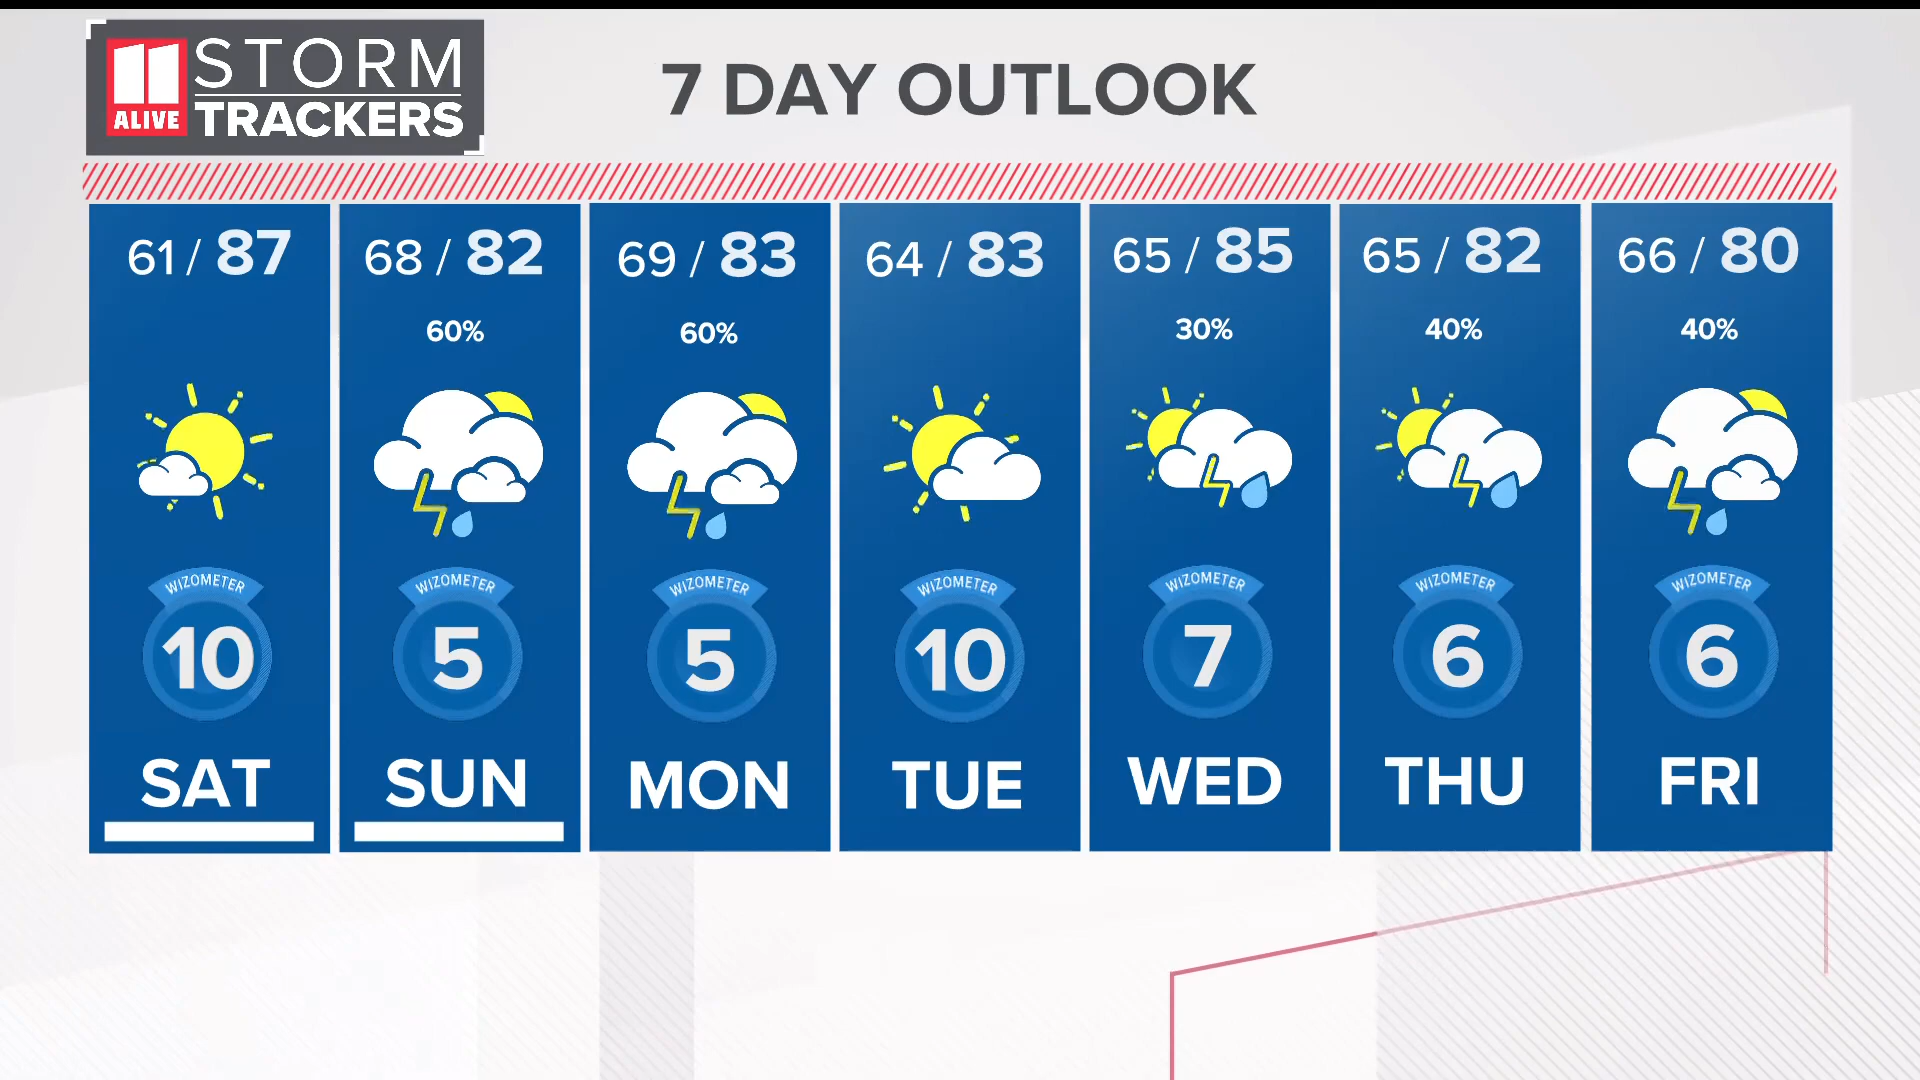 11 ALIVE
STORM
TRACKERS
7 DAY OUTLOOK
61 / 87
WIZOMETER
10
SAT
68 / 82
60%
WIZOMETER
5
SUN
69 / 83
60%
WIZOMETER
5
MON
64 / 83
WIZOMETER
10
TUE
65 / 85
30%
WIZOMETER
7
WED
65 / 82
40%
WIZOMETER
6
THU
66 / 80
40%
WIZOMETER
6
FRI